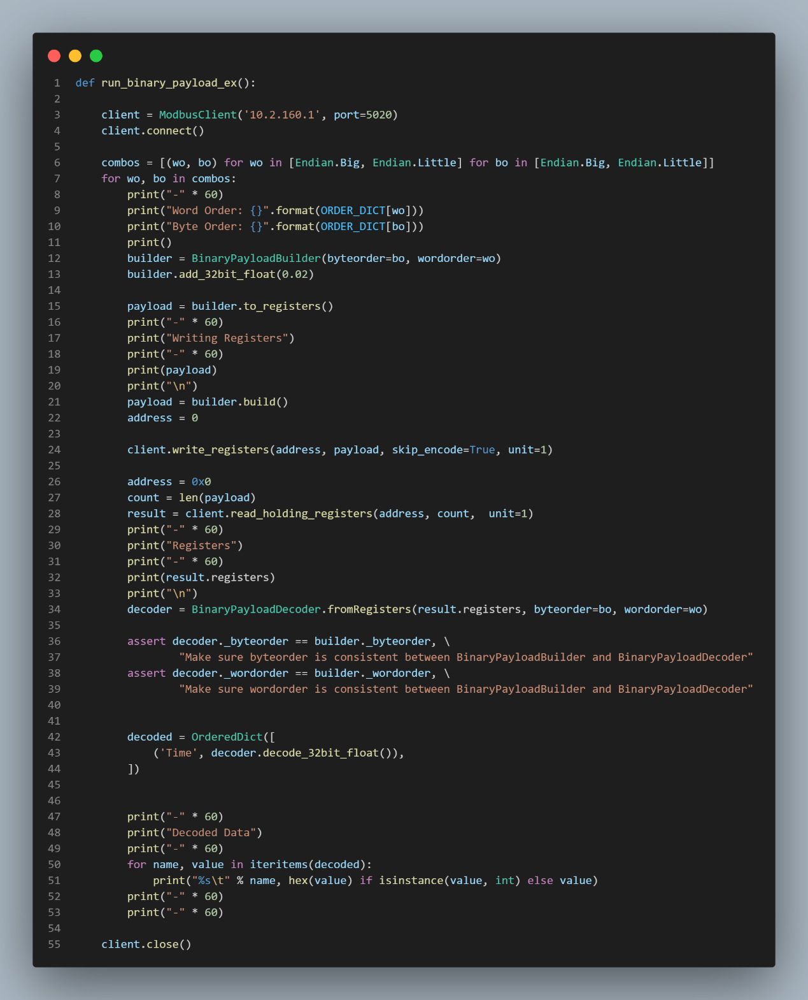 1 def run_binary_payload_ex():
2
3     client = ModbusClient('10.2.160.1', port=5020)
4     client.connect()
5
6     combos = [(wo, bo) for wo in [Endian.Big, Endian.Little] for bo in [Endian.Big, Endian.Little]]
7     for wo, bo in combos:
8         print("-" * 60)
9         print("Word Order: {}".format(ORDER_DICT[wo]))
10         print("Byte Order: {}".format(ORDER_DICT[bo]))
11         print()
12         builder = BinaryPayloadBuilder(byteorder=bo, wordorder=wo)
13         builder.add_32bit_float(0.02)
14
15         payload = builder.to_registers()
16         print("-" * 60)
17         print("Writing Registers")
18         print("-" * 60)
19         print(payload)
20         print("\n")
21         payload = builder.build()
22         address = 0
23
24         client.write_registers(address, payload, skip_encode=True, unit=1)
25
26         address = 0x0
27         count = len(payload)
28         result = client.read_holding_registers(address, count,  unit=1)
29         print("-" * 60)
30         print("Registers")
31         print("-" * 60)
32         print(result.registers)
33         print("\n")
34         decoder = BinaryPayloadDecoder.fromRegisters(result.registers, byteorder=bo, wordorder=wo)
35
36         assert decoder._byteorder == builder._byteorder, \
37                 "Make sure byteorder is consistent between BinaryPayloadBuilder and BinaryPayloadDecoder"
38         assert decoder._wordorder == builder._wordorder, \
39                 "Make sure wordorder is consistent between BinaryPayloadBuilder and BinaryPayloadDecoder"
40
41
42         decoded = OrderedDict([
43             ('Time', decoder.decode_32bit_float()),
44         ])
45
46
47         print("-" * 60)
48         print("Decoded Data")
49         print("-" * 60)
50         for name, value in iteritems(decoded):
51             print("%s\t" % name, hex(value) if isinstance(value, int) else value)
52         print("-" * 60)
53         print("-" * 60)
54
55     client.close()